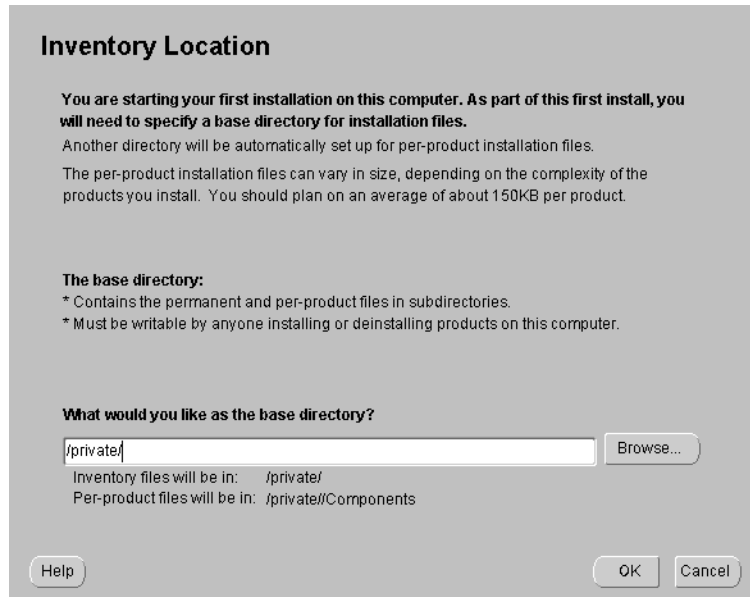 Inventory Location
You are starting your first installation on this computer. As part of this first install, you
will need to specify a base directory for installation files.
Another directory will be automatically set up for per-product installation files.
The per-product installation files can vary in size, depending on the complexity of the
products you install.  You should plan on an average of about 150KB per product.
The base directory:
* Contains the permanent and per-product files in subdirectories.
* Must be writable by anyone installing or deinstalling products on this computer.
What would you like as the base directory?
/private/
Browse...
Inventory files will be in: /private/
Per-product files will be in: /private//Components
Help
OK
Cancel